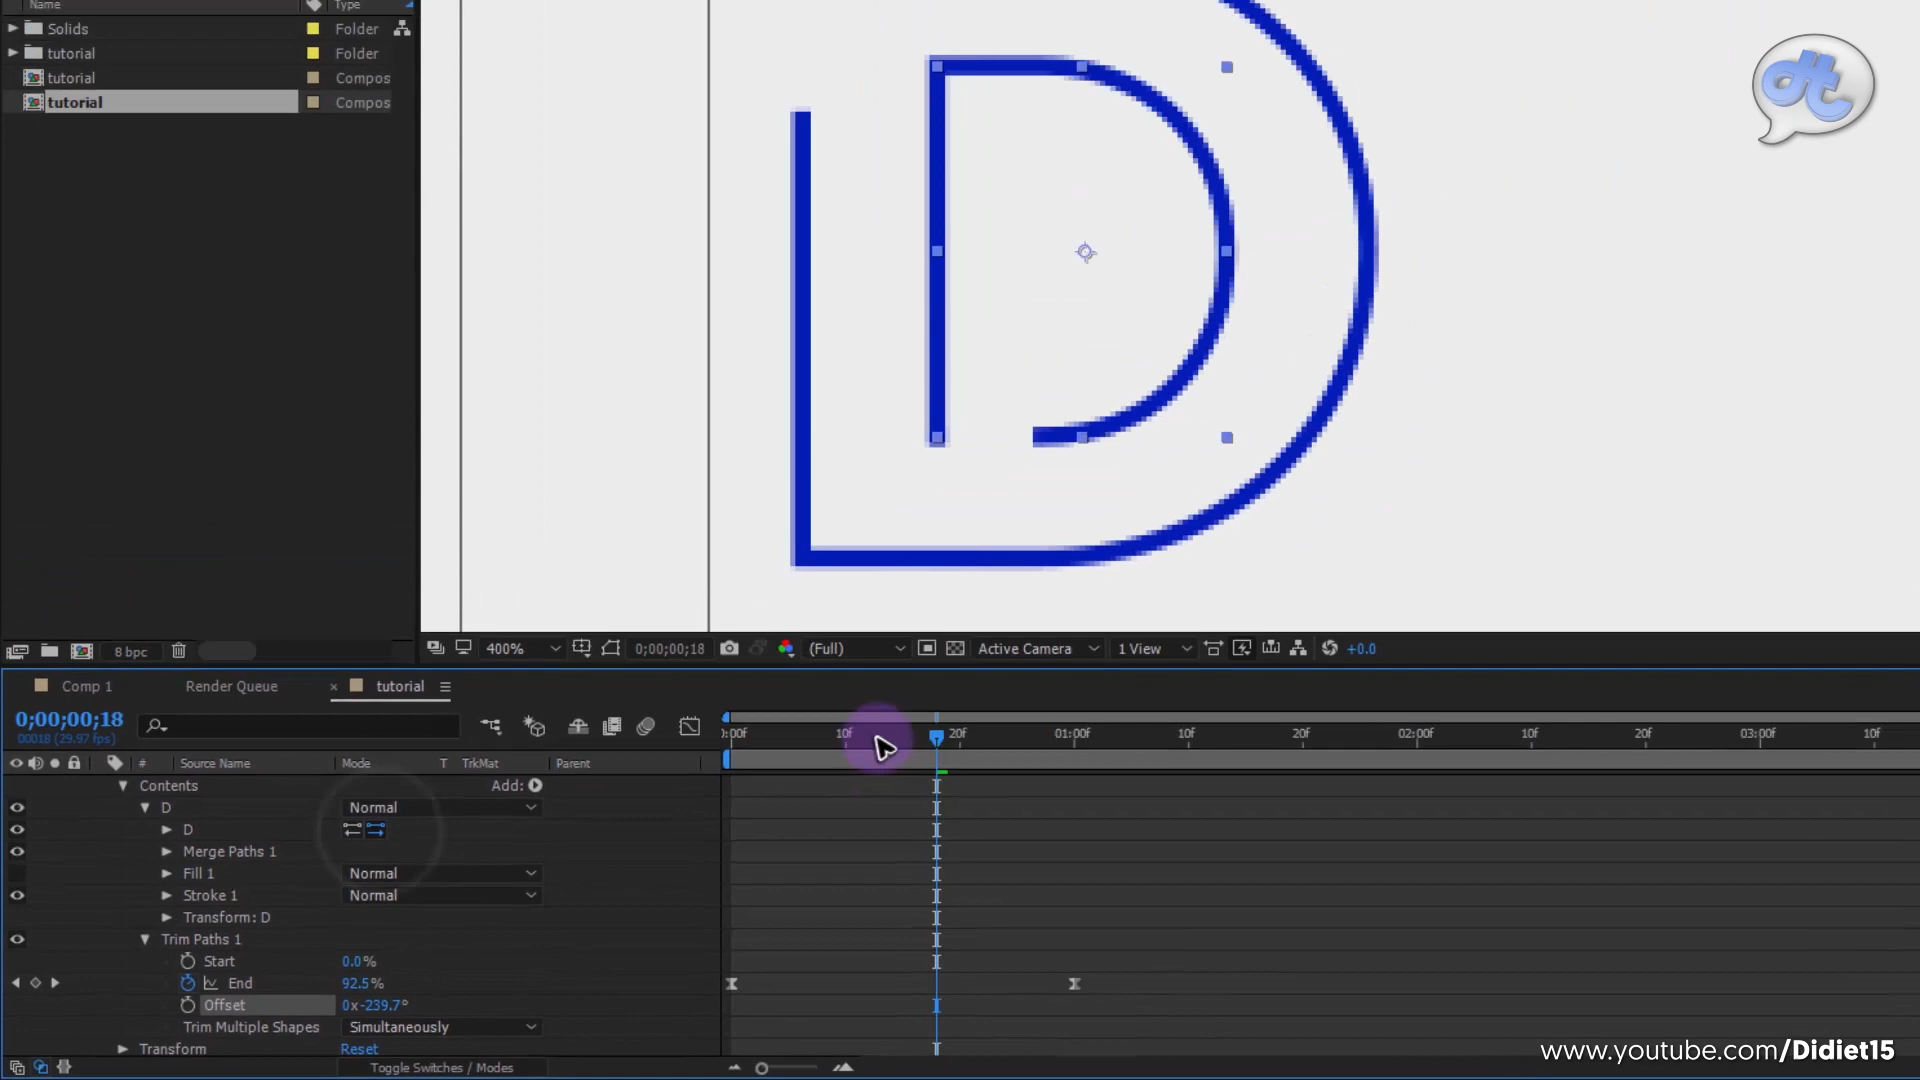 Name Type
Solids Folder
tutorial Folder
tutorial Compos
tutorial Compos
dt
8 bpc
400% 0;00;00;18 (Full) Active Camera 1 View +0.0
Comp 1 Render Queue × tutorial
0;00;00;18
00018 (29.97 fps)
0:00f 10f 20f 01:00f 10f 20f 02:00f 10f 20f 03:00f 10f
# Source Name Mode T TrkMat Parent
Contents Add:
D Normal
D
Merge Paths 1
Fill 1 Normal
Stroke 1 Normal
Transform: D
Trim Paths 1
Start 0.0%
End 92.5%
Offset 0x-239.7°
Trim Multiple Shapes Simultaneously
Transform Reset
Toggle Switches / Modes
www.youtube.com/Didiet15